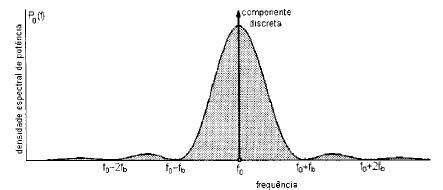 P₀(f)
densidade espectral de potência
componente
discreta
f₀-2fb
f₀-fb
f₀
f₀+fb
f₀+2fb
frequência